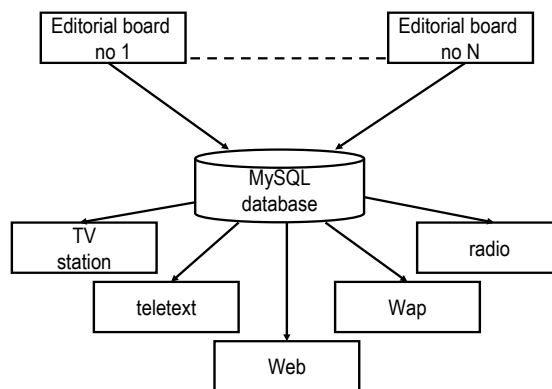 Editorial board
no 1
Editorial board
no N
MySQL
database
TV
station
radio
teletext
Wap
Web